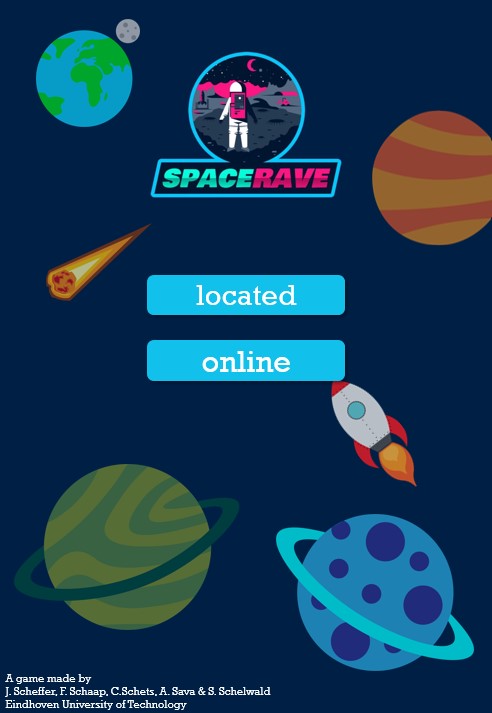 SPACERAVE
located
online
A game made by
J. Scheffer, F. Schaap, C.Schets, A. Sava & S. Schelwald
Eindhoven University of Technology